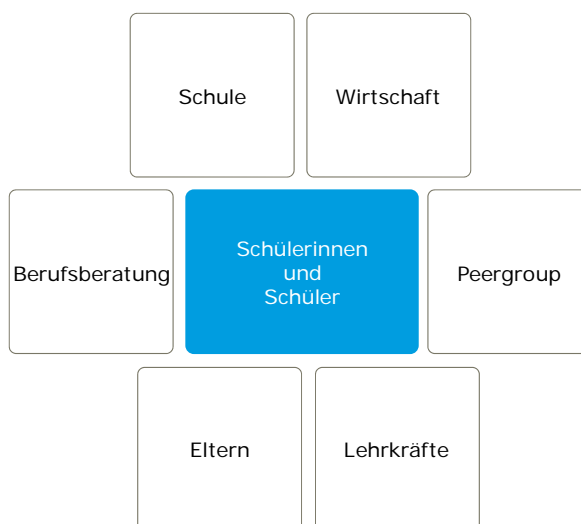 Schule
Wirtschaft
Berufsberatung
Schülerinnen
und
Schüler
Peergroup
Eltern
Lehrkräfte